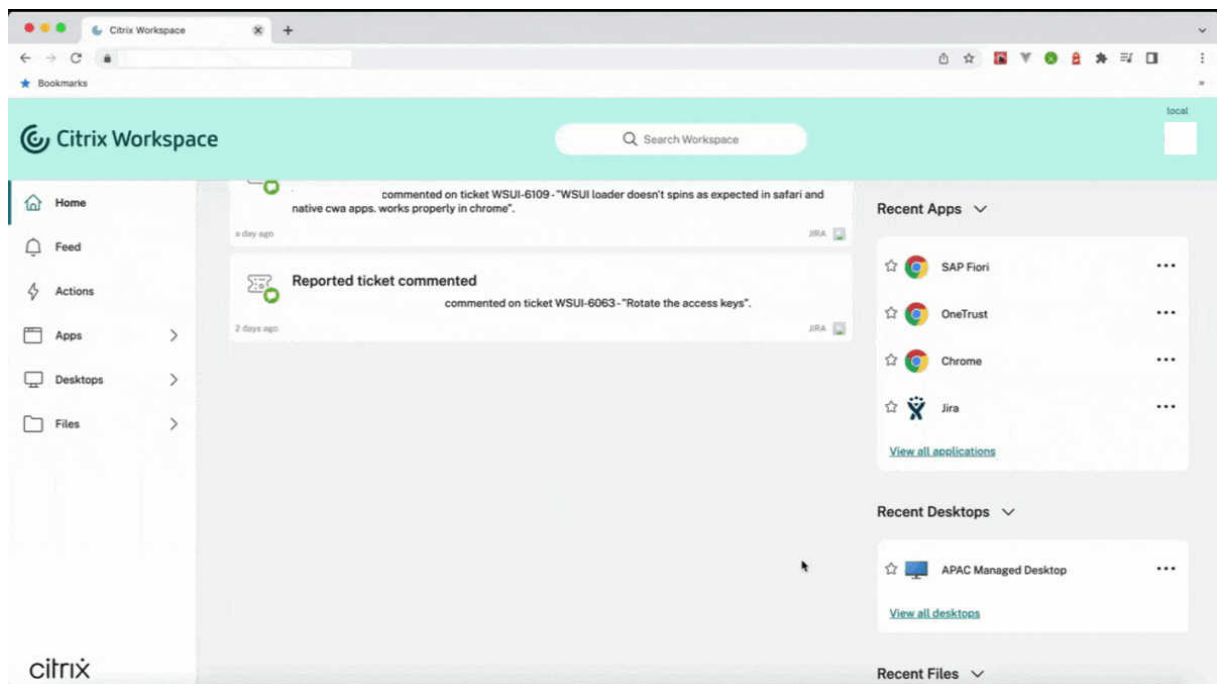 Citrix Workspace
Bookmarks
local
Citrix Workspace
Search Workspace
Home
Feed
Actions
Apps
Desktops
Files
citrix
commented on ticket WSUI-6109-"WSUI loader doesn't spins as expected in safari and
native cwa apps. works properly in chrome".
a day ago
JIRA
Reported ticket commented
commented on ticket WSUI-6063-"Rotate the access keys".
2 days ago
JIRA
Recent Apps
SAP Fiori
OneTrust
Chrome
Jira
View all applications
Recent Desktops
APAC Managed Desktop
View all desktops
Recent Files